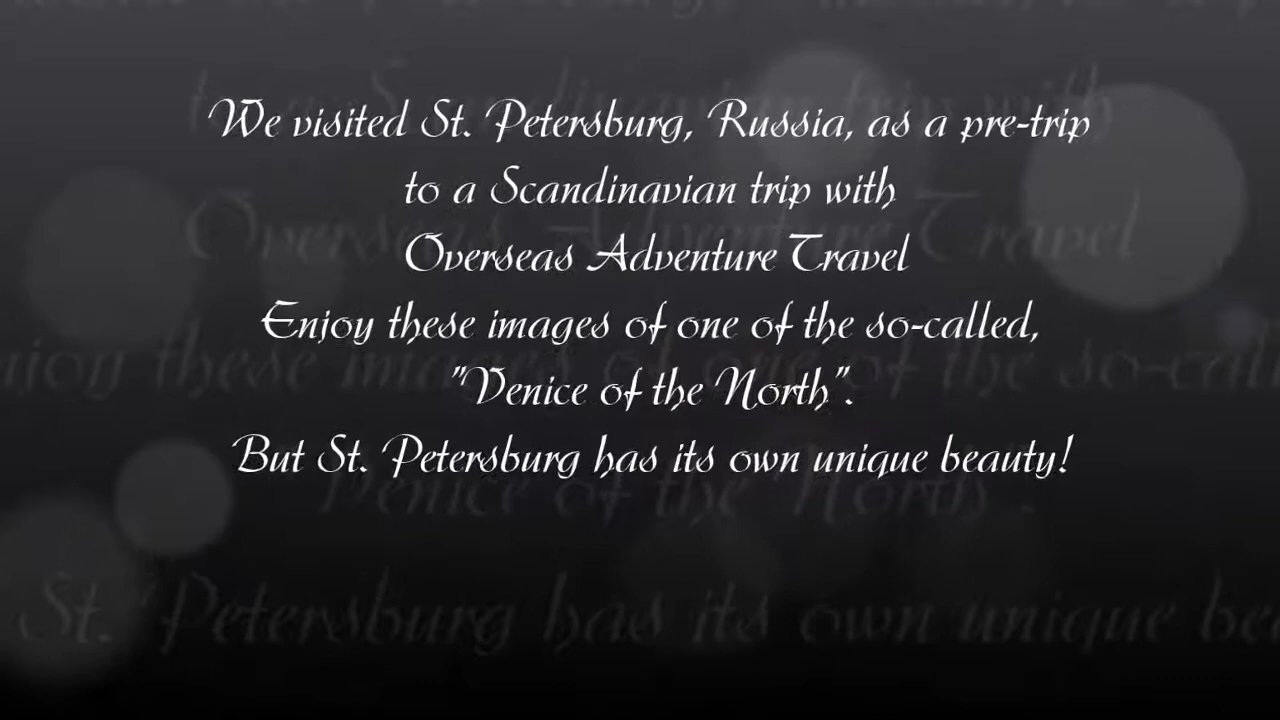 We visited St. Petersburg, Russia, as a pre-trip
to a Scandinavian trip with
Overseas Adventure Travel
Enjoy these images of one of the so-called,
"Venice of the North".
But St. Petersburg has its own unique beauty!